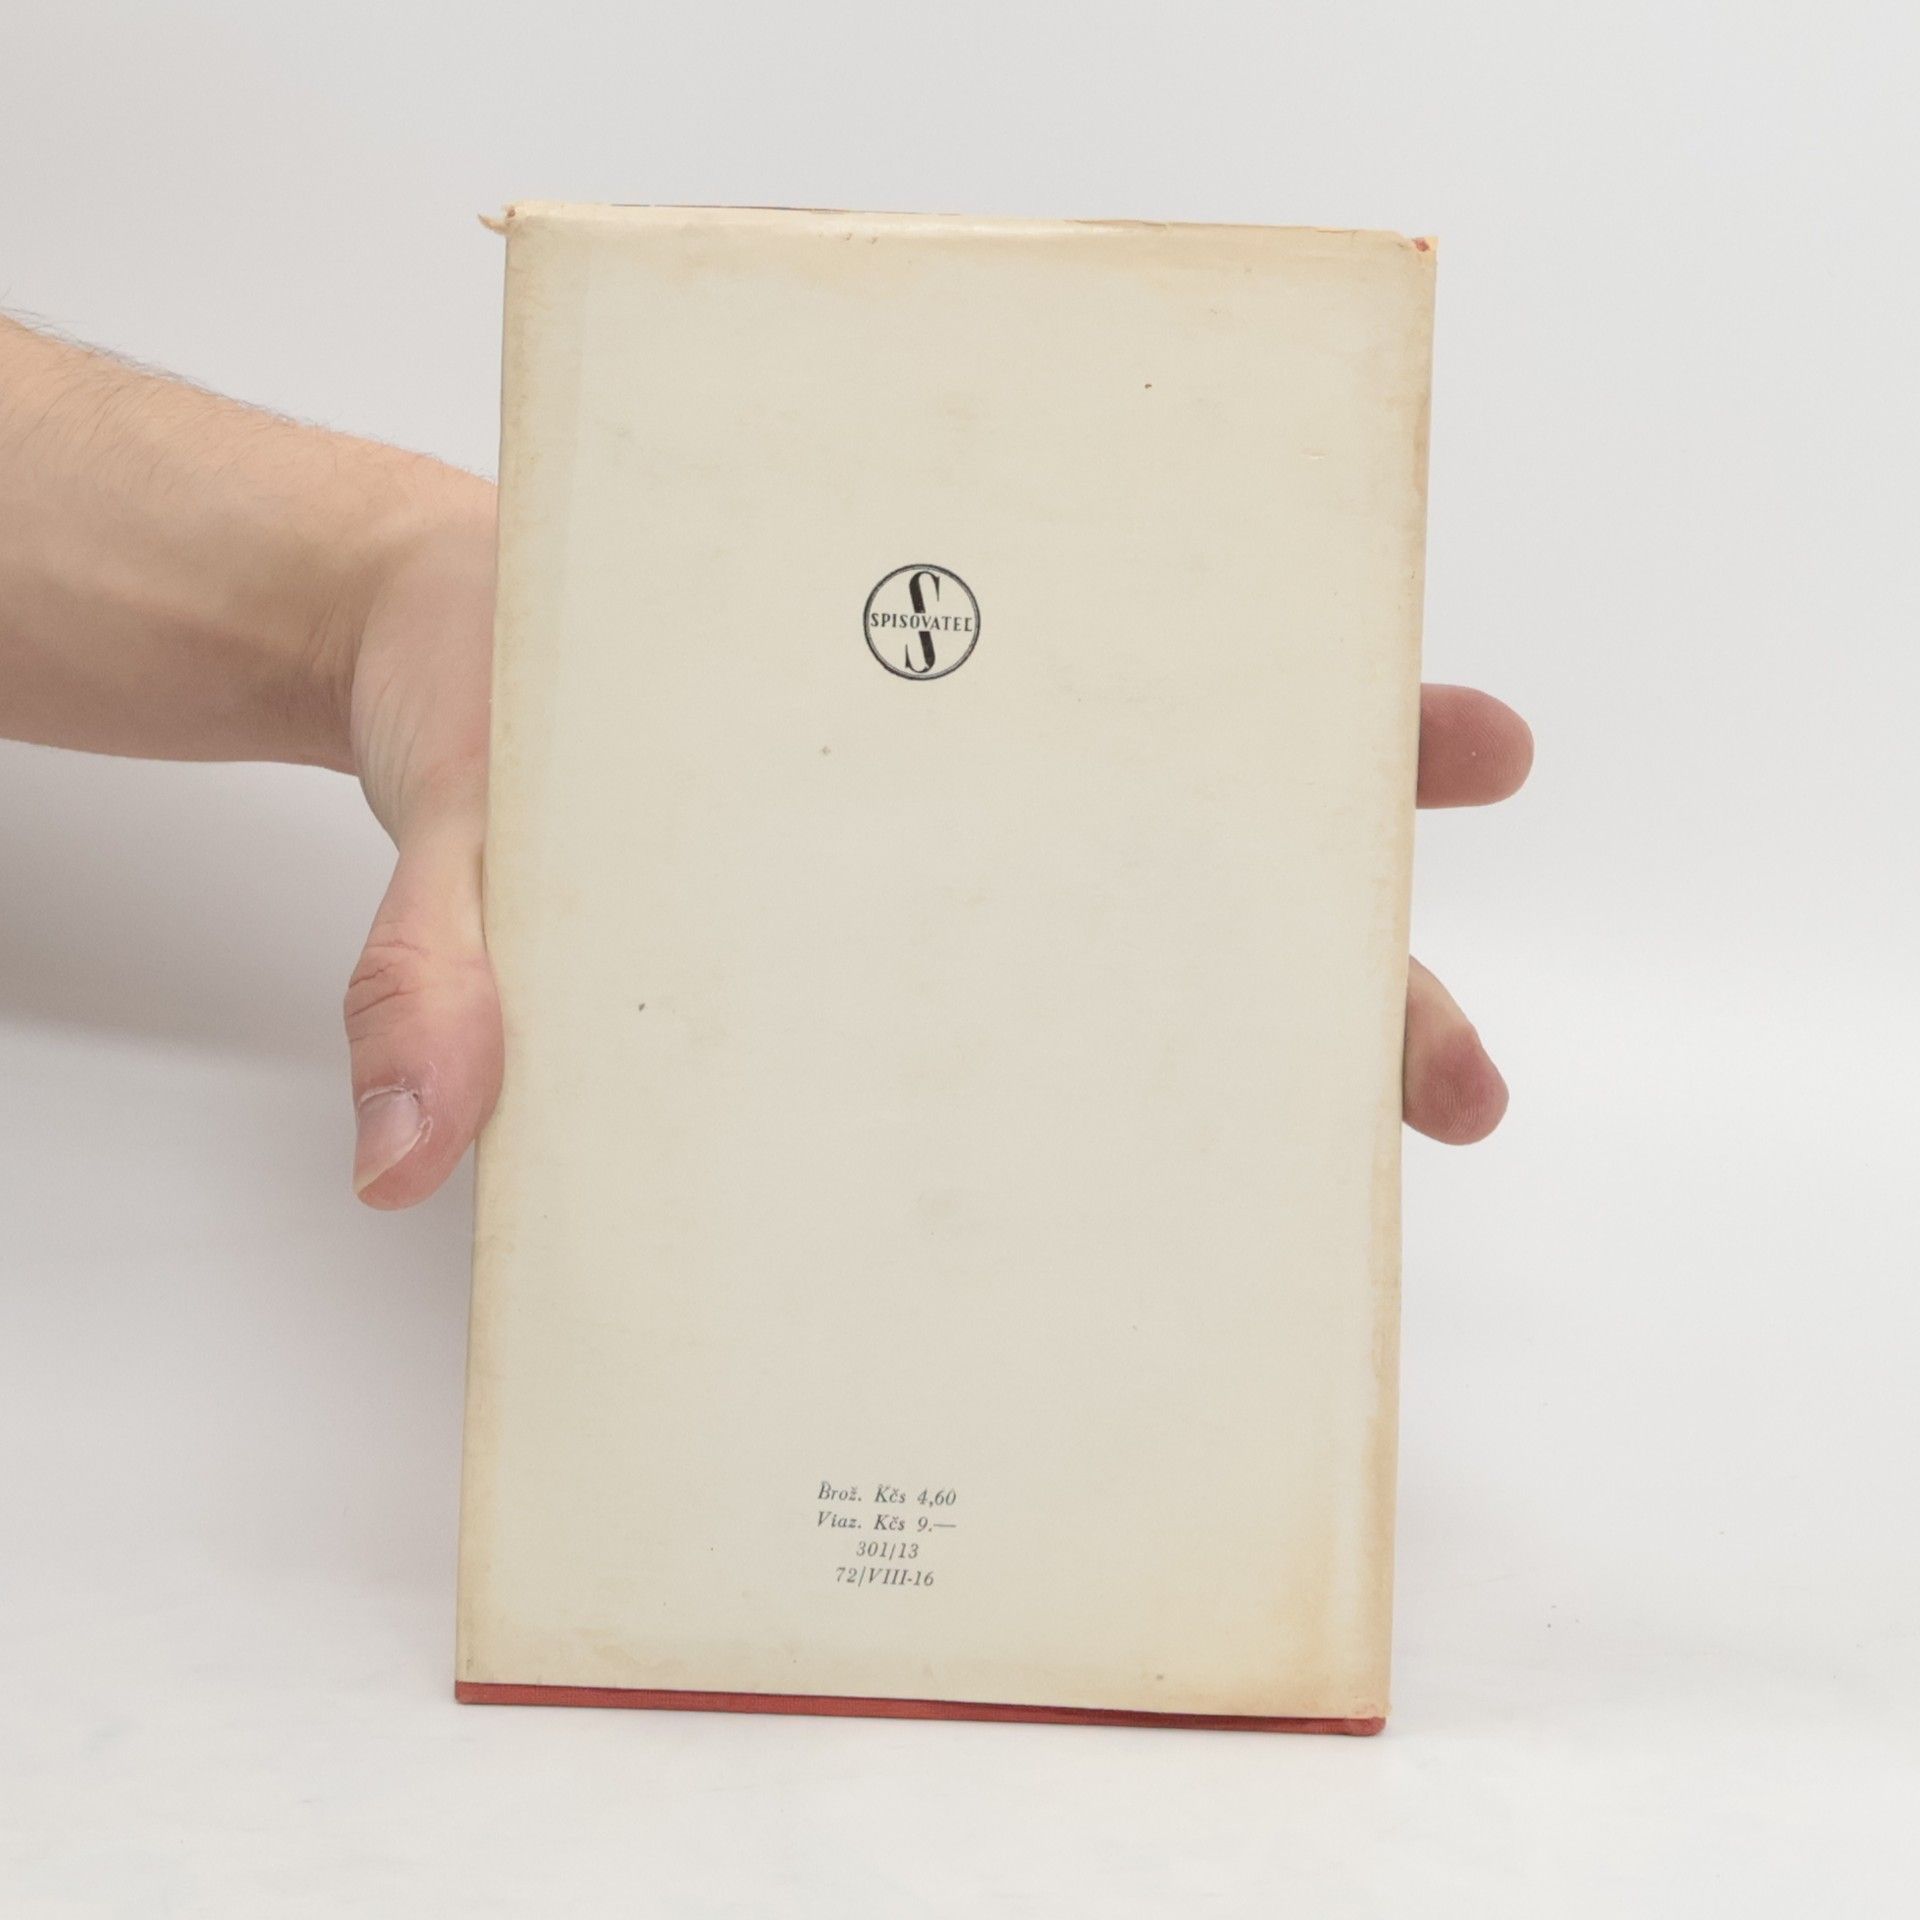 SPISOVATEĽ
Brož. Kčs 4,60
Viaz. Kčs 9.—
301/13
72/VIII-16